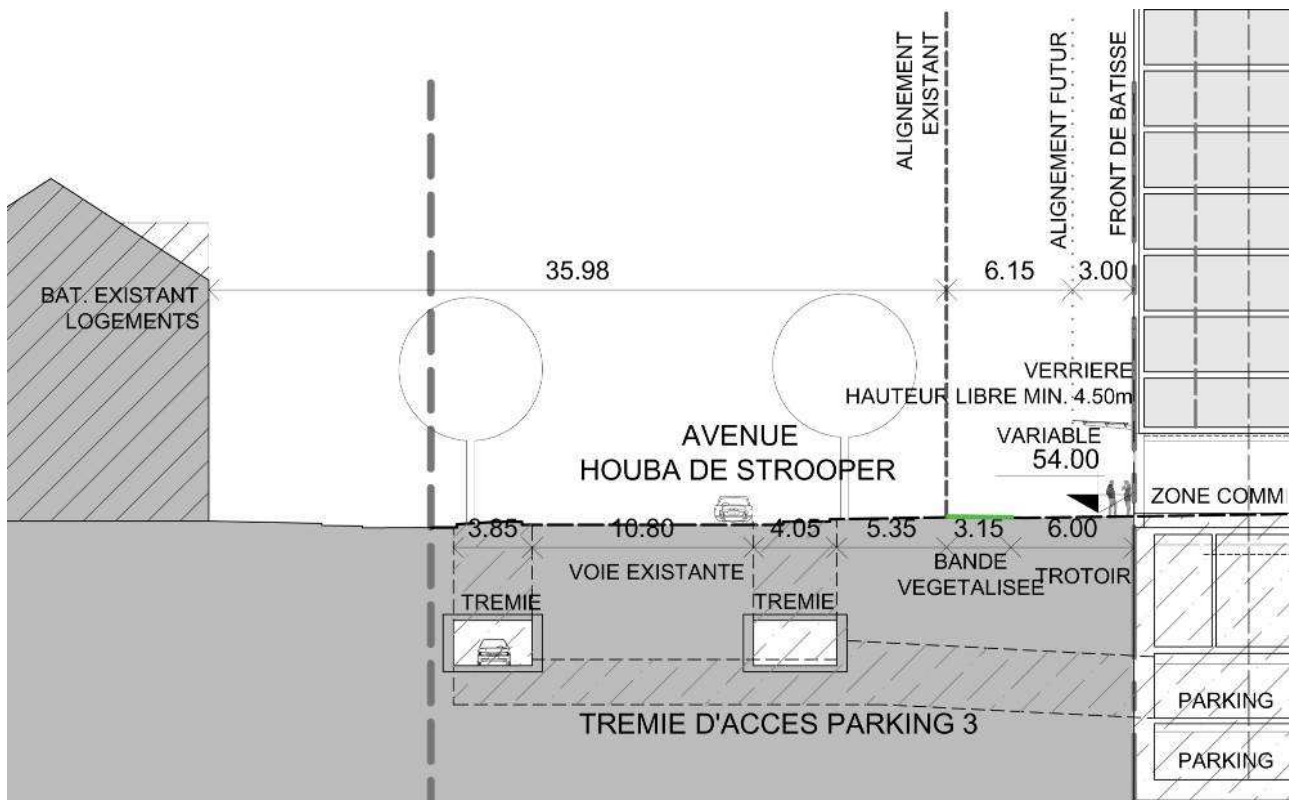 ALIGNEMENT
EXISTANT
ALIGNEMENT FUTUR
FRONT DE BATISSE
35.98
6.15
3.00
BAT. EXISTANT
LOGEMENTS
VERRIERE
HAUTEUR LIBRE MIN. 4.50m
AVENUE
HOUBA DE STROOPER
VARIABLE
54.00
ZONE COMM
3.85
10.80
4.05
5.35
3.15
6.00
VOIE EXISTANTE
BANDE
VEGETALISEE
TROTOIR
TREMIE
TREMIE
TREMIE D'ACCES PARKING 3
PARKING
PARKING